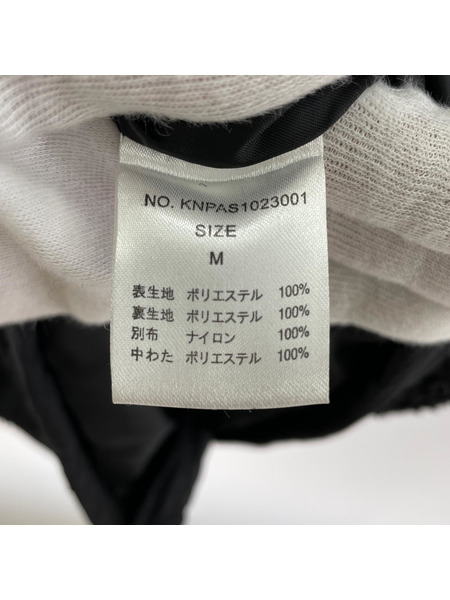 NO. KNPAS1023001
SIZE
M
表生地 ポリエステル 100%
裏生地 ポリエステル 100%
別布 ナイロン 100%
中わた ポリエステル 100%